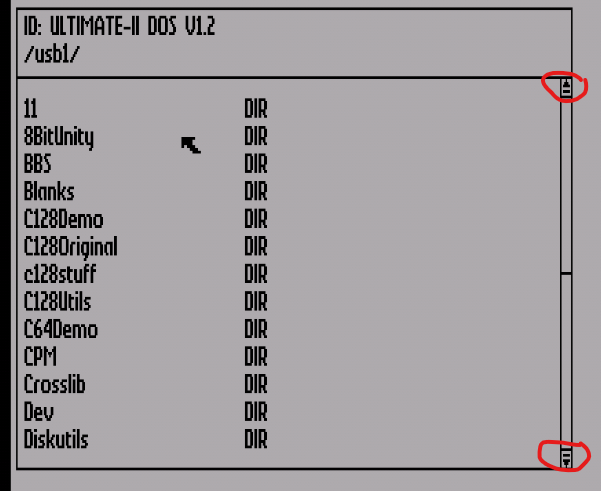 ID: ULTIMATE-II DOS V1.2
/usb1/
11 DIR
8BitUnity DIR
BBS DIR
Blanks DIR
C128Demo DIR
C128Original DIR
c128stuff DIR
C128Utils DIR
C64Demo DIR
CPM DIR
Crosslib DIR
Dev DIR
Diskutils DIR